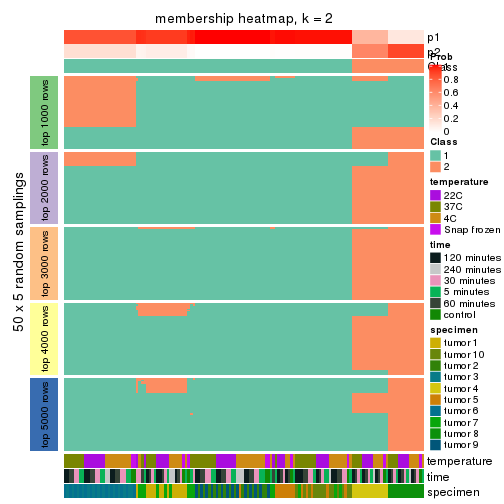 membership heatmap, k = 2
p1
p2
Class
50 x 5 random samplings
top 1000 rows
top 2000 rows
top 3000 rows
top 4000 rows
top 5000 rows
temperature
time
specimen
Prob
0.8
0.6
0.4
0.2
0
Class
1
2
temperature
22C
37C
4C
Snap frozen
time
120 minutes
240 minutes
30 minutes
5 minutes
60 minutes
control
specimen
tumor 1
tumor 10
tumor 2
tumor 3
tumor 4
tumor 5
tumor 6
tumor 7
tumor 8
tumor 9